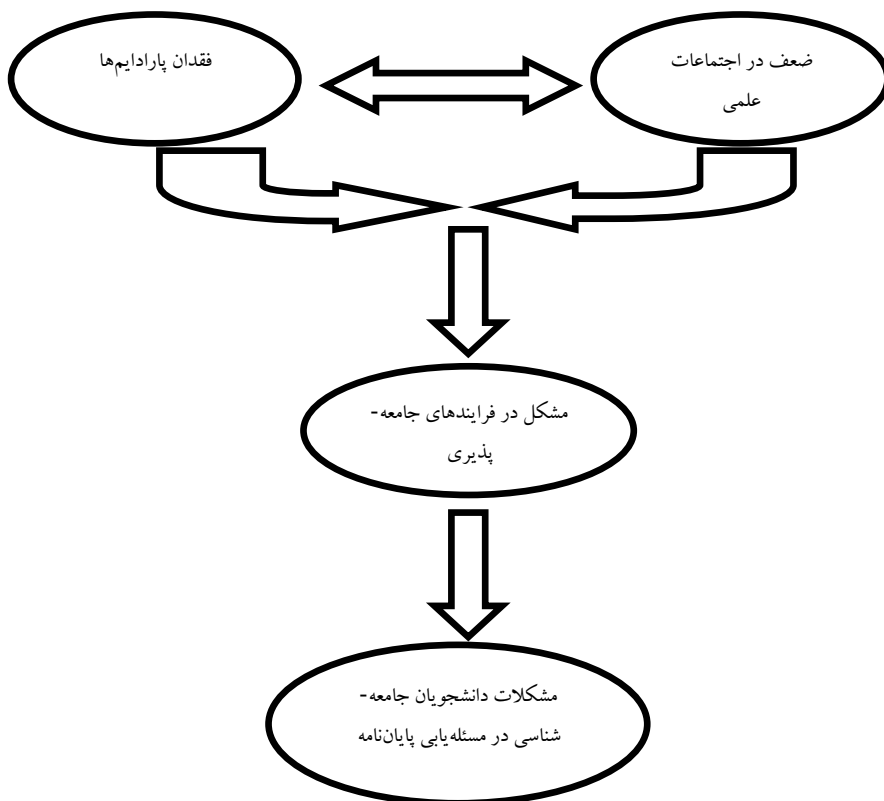 ضعف در اجتماعات
علمی
فقدان پارادایم‌ها
مشکل در فرایندهای جامعه-
پذیری
مشکلات دانشجویان جامعه-
شناسی در مسئله‌یابی پایان‌نامه